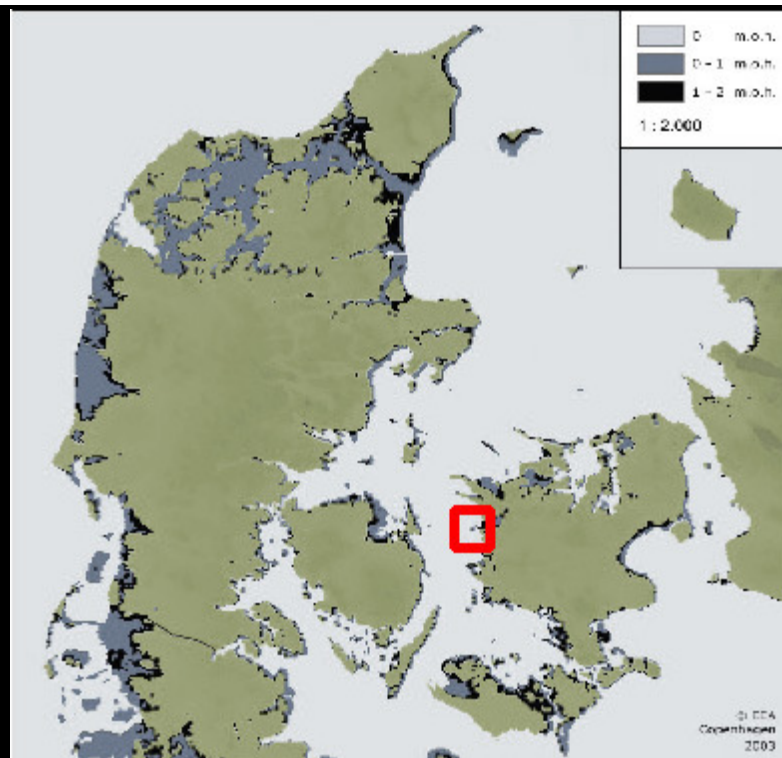 0 m.o.h.
0 - 1 m.o.h.
1 - 2 m.o.h.
1 : 2.000
© EEA
Copenhagen
2003